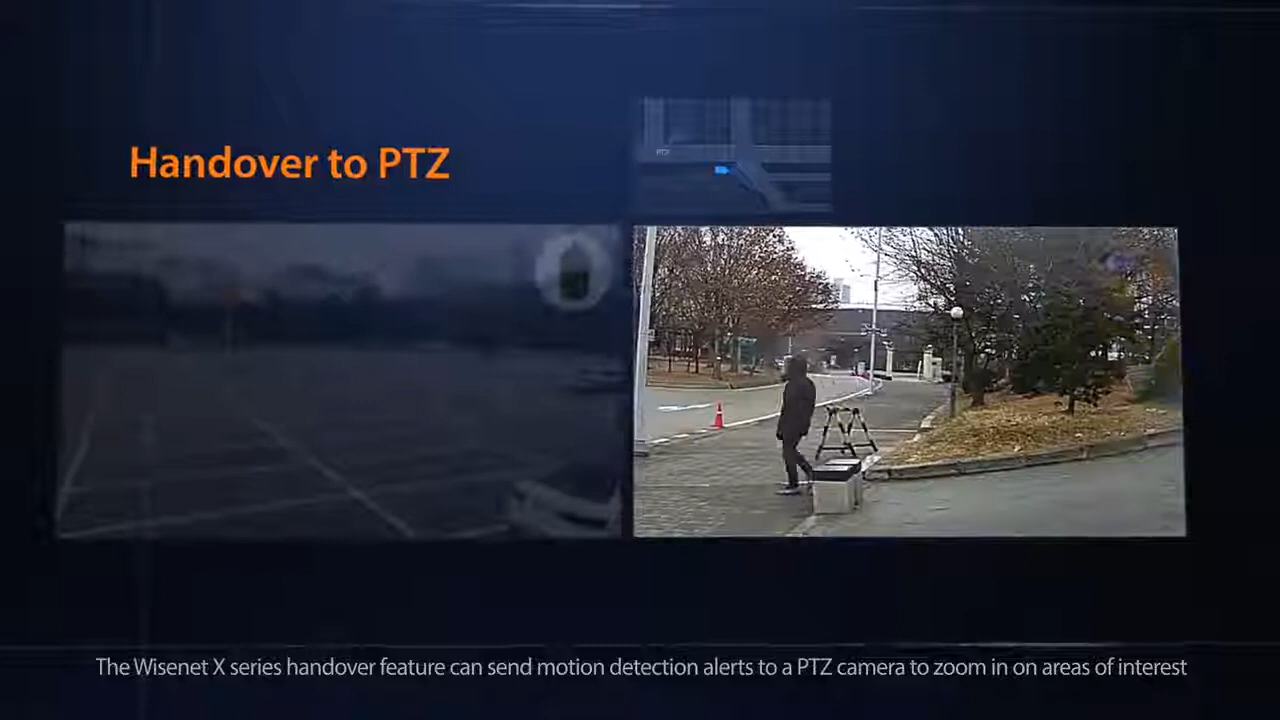 Handover to PTZ
PTZ
The Wisenet X series handover feature can send motion detection alerts to a PTZ camera to zoom in on areas of interest